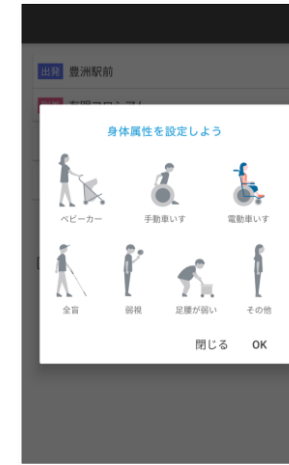 出発 豊洲駅前
身体属性を設定しよう
ベビーカー 手動車いす 電動車いす
全盲 弱視 足腰が弱い その他
閉じる OK